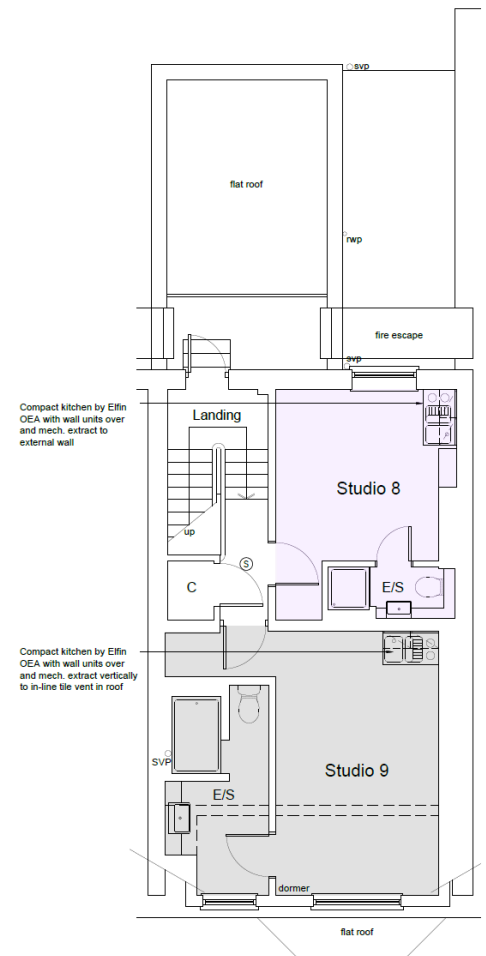 svp
flat roof
rwp
fire escape
svp
Compact kitchen by Elfin
OEA with wall units over
and mech. extract to
external wall
Landing
Studio 8
up
S
C
E/S
Compact kitchen by Elfin
OEA with wall units over
and mech. extract vertically
to in-line tile vent in roof
SVP
Studio 9
E/S
dormer
flat roof